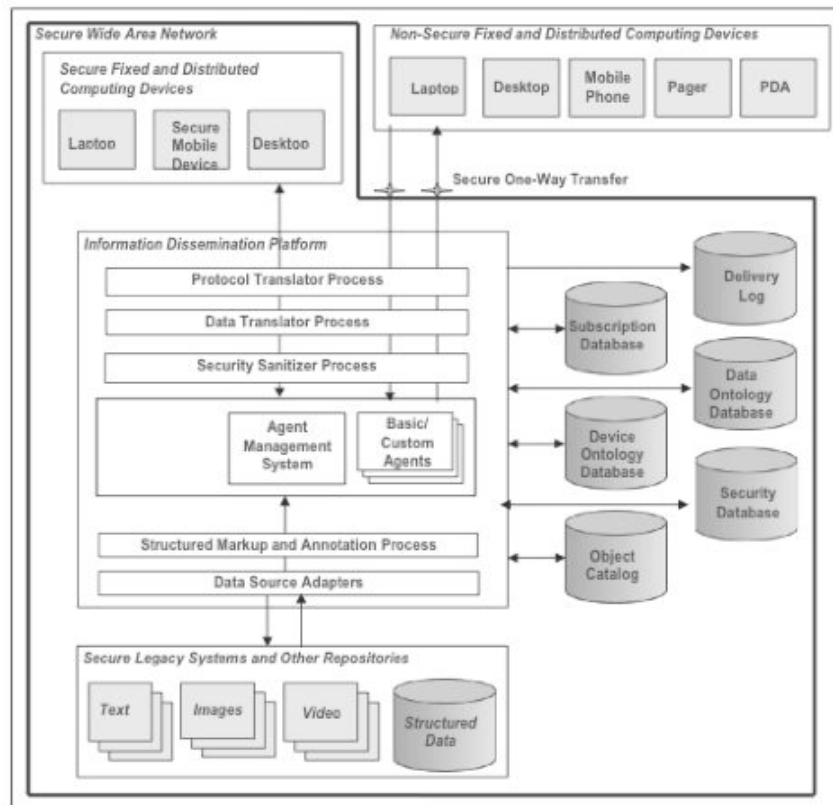 Secure Wide Area Network
Non-Secure Fixed and Distributed Computing Devices
Secure Fixed and Distributed
Computing Devices
Laptop
Secure
Mobile
Device
Desktop
Laptop
Desktop
Mobile
Phone
Pager
PDA
Secure One-Way Transfer
Information Dissemination Platform
Protocol Translator Process
Data Translator Process
Security Sanitizer Process
Agent
Management
System
Basic/
Custom
Agents
Structured Markup and Annotation Process
Data Source Adapters
Delivery
Log
Subscription
Database
Data
Ontology
Database
Device
Ontology
Database
Security
Database
Object
Catalog
Secure Legacy Systems and Other Repositories
Text
Images
Video
Structured
Data